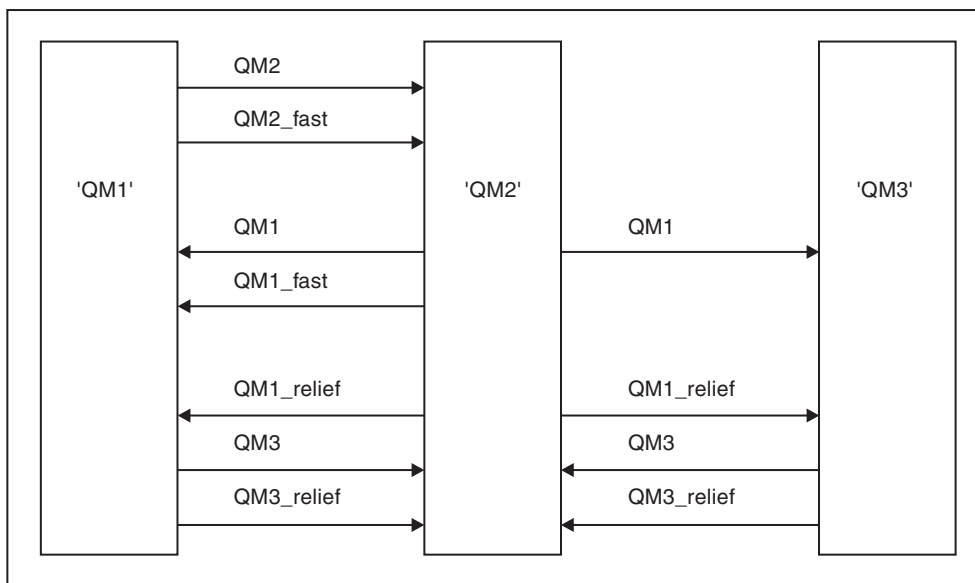 QM2
QM2_fast
'QM1' 'QM2' 'QM3'
QM1 QM1
QM1_fast
QM1_relief QM1_relief
QM3 QM3
QM3_relief QM3_relief